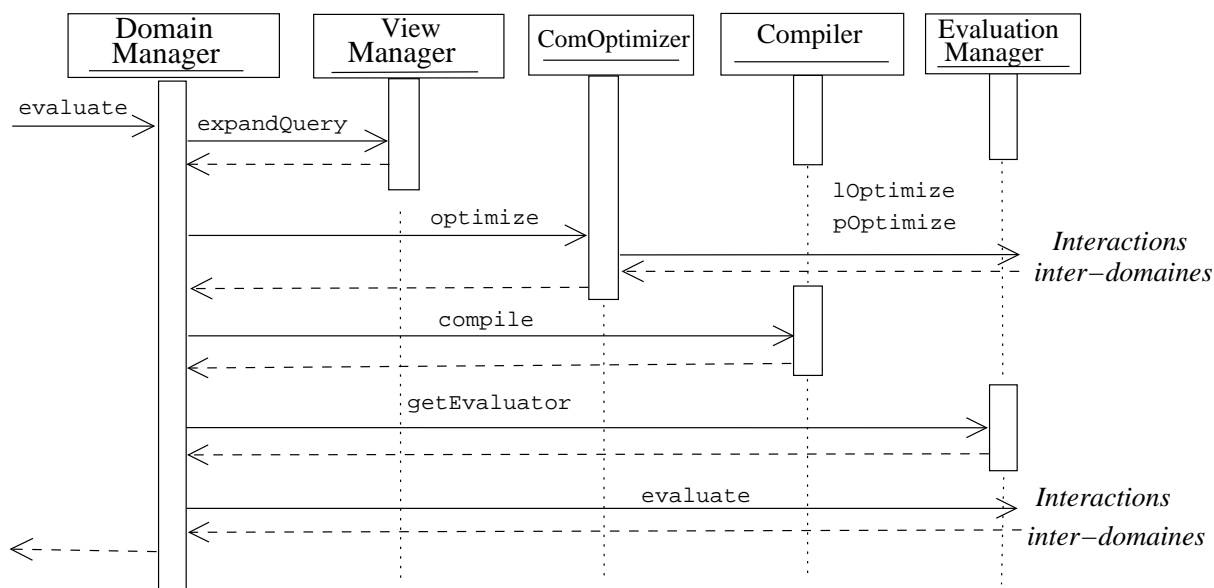 Domain
Manager
View
Manager
ComOptimizer
Compiler
Evaluation
Manager
evaluate
expandQuery
lOptimize
optimize
pOptimize
Interactions
inter−domaines
compile
getEvaluator
evaluate
Interactions
inter−domaines